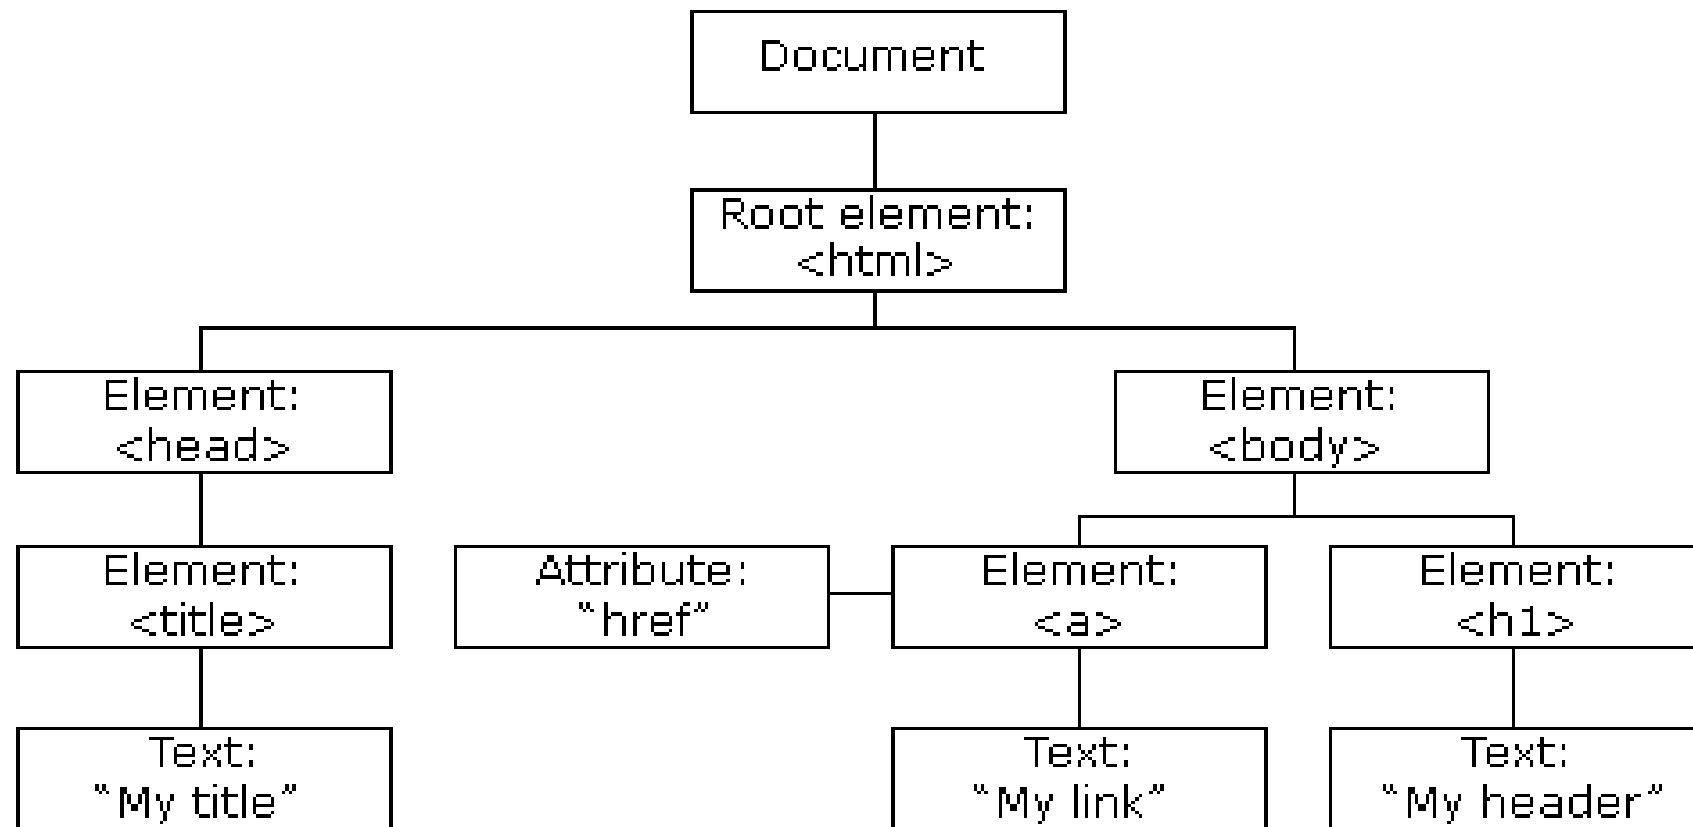 Document
Root element:
<html>
Element:
<head>
Element:
<body>
Element:
<title>
Attribute:
“href”
Element:
<a>
Element:
<h1>
Text:
“My title”
Text:
“My link”
Text:
“My header”